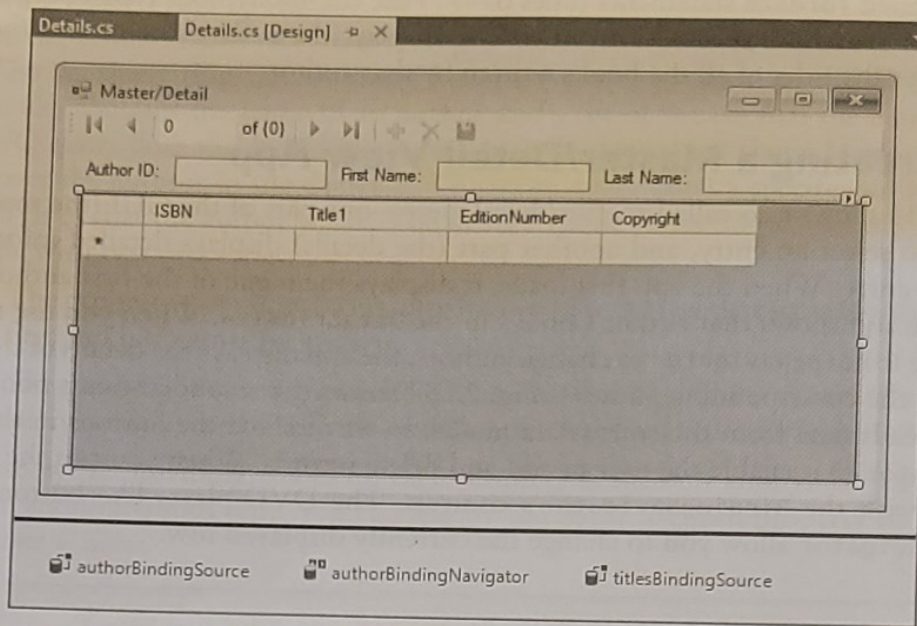 Details.cs Details.cs [Design]
Master/Detail
0 of {0}
Author ID: First Name: Last Name:
ISBN Title1 EditionNumber Copyright
*
authorBindingSource authorBindingNavigator titlesBindingSource